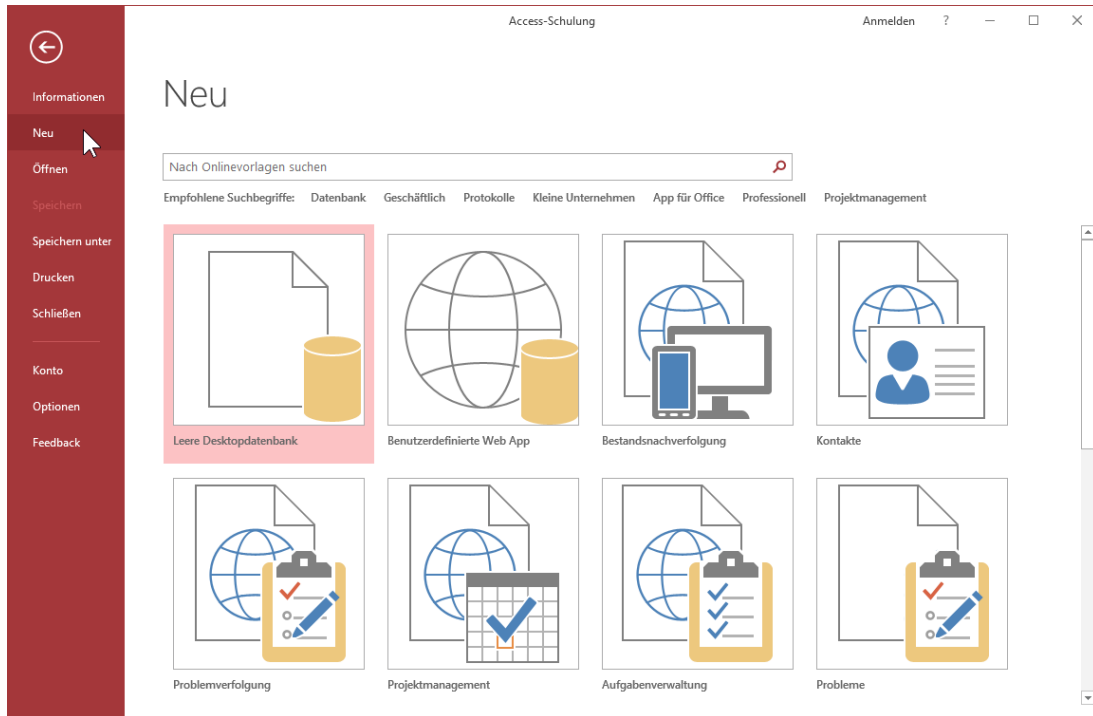 Access-Schulung
Anmelden ?
Informationen
Neu
Öffnen
Speichern
Speichern unter
Drucken
Schließen
Konto
Optionen
Feedback
Neu
Nach Onlinevorlagen suchen
Empfohlene Suchbegriffe: Datenbank Geschäftlich Protokolle Kleine Unternehmen App für Office Professionell Projektmanagement
Leere Desktopdatenbank Benutzerdefinierte Web App Bestandsnachverfolgung Kontakte
Problemverfolgung Projektmanagement Aufgabenverwaltung Probleme